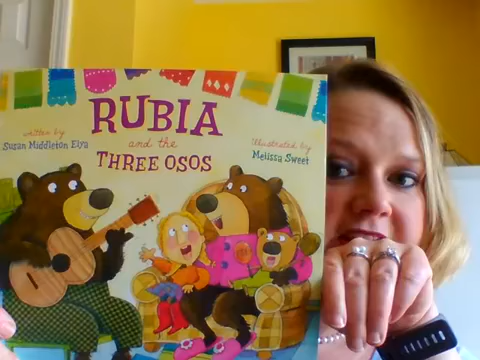 RUBIA
and the
THREE OSOS
written by
Susan Middleton Elya
Illustrated by
Melissa Sweet